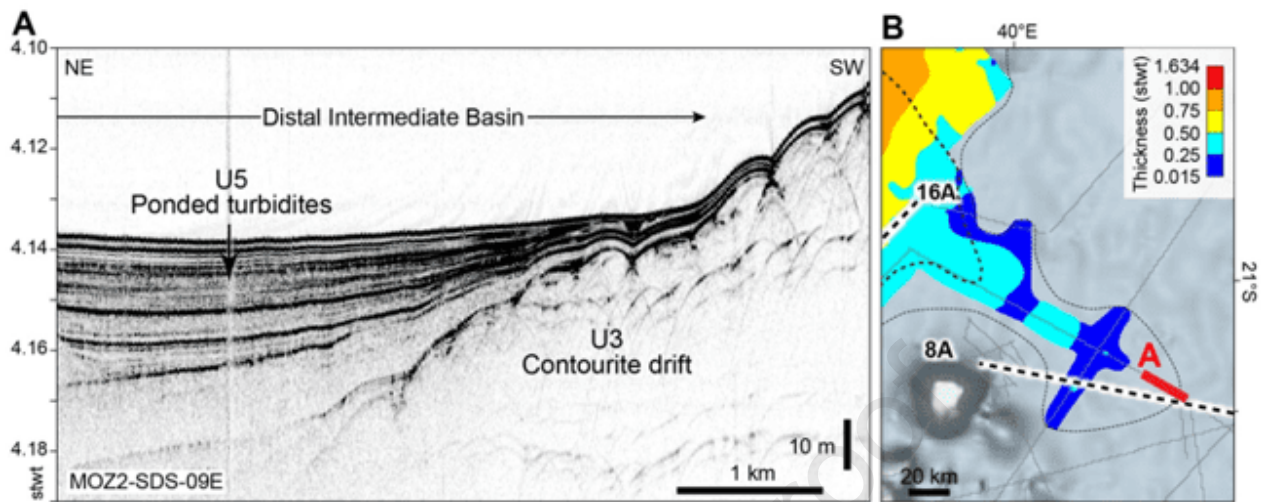 A
4.10
4.12
4.14
4.16
4.18
stwt
NE
SW
Distal Intermediate Basin
U5
Ponded turbidites
U3
Contourite drift
10 m
1 km
MOZ2-SDS-09E
B
40°E
Thickness (stwt)
1.634
1.00
0.75
0.50
0.25
0.015
16A
21°S
8A
A
20 km